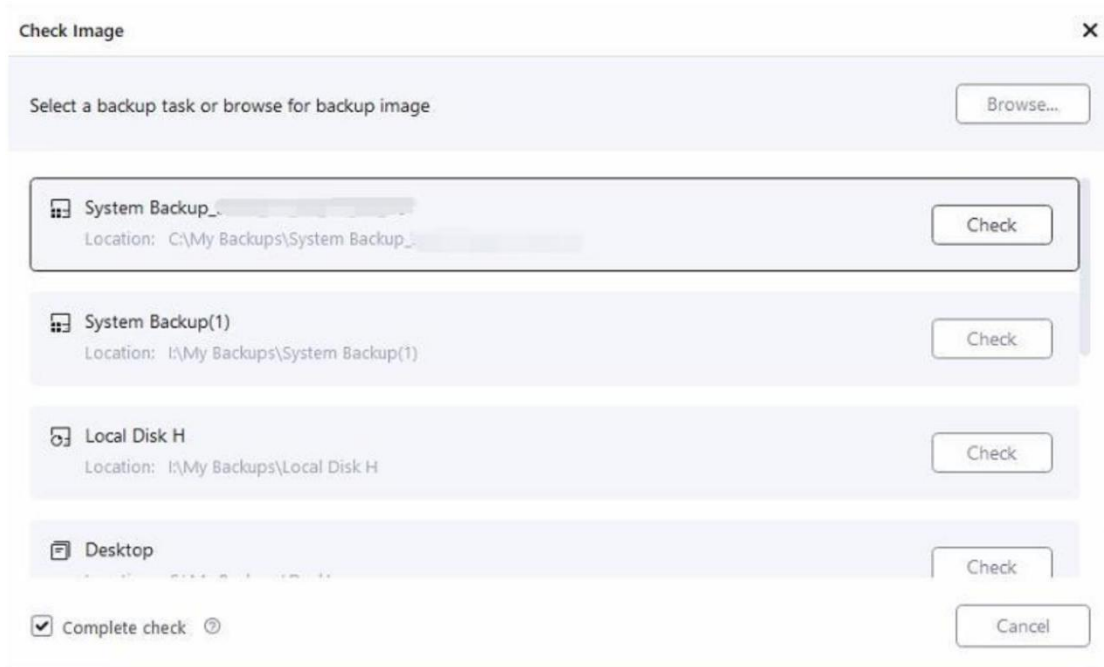 Check Image
Select a backup task or browse for backup image
Browse...
System Backup_
Location: C:\My Backups\System Backup_
Check
System Backup(1)
Location: I:\My Backups\System Backup(1)
Check
Local Disk H
Location: I:\My Backups\Local Disk H
Check
Desktop
Check
Complete check
Cancel